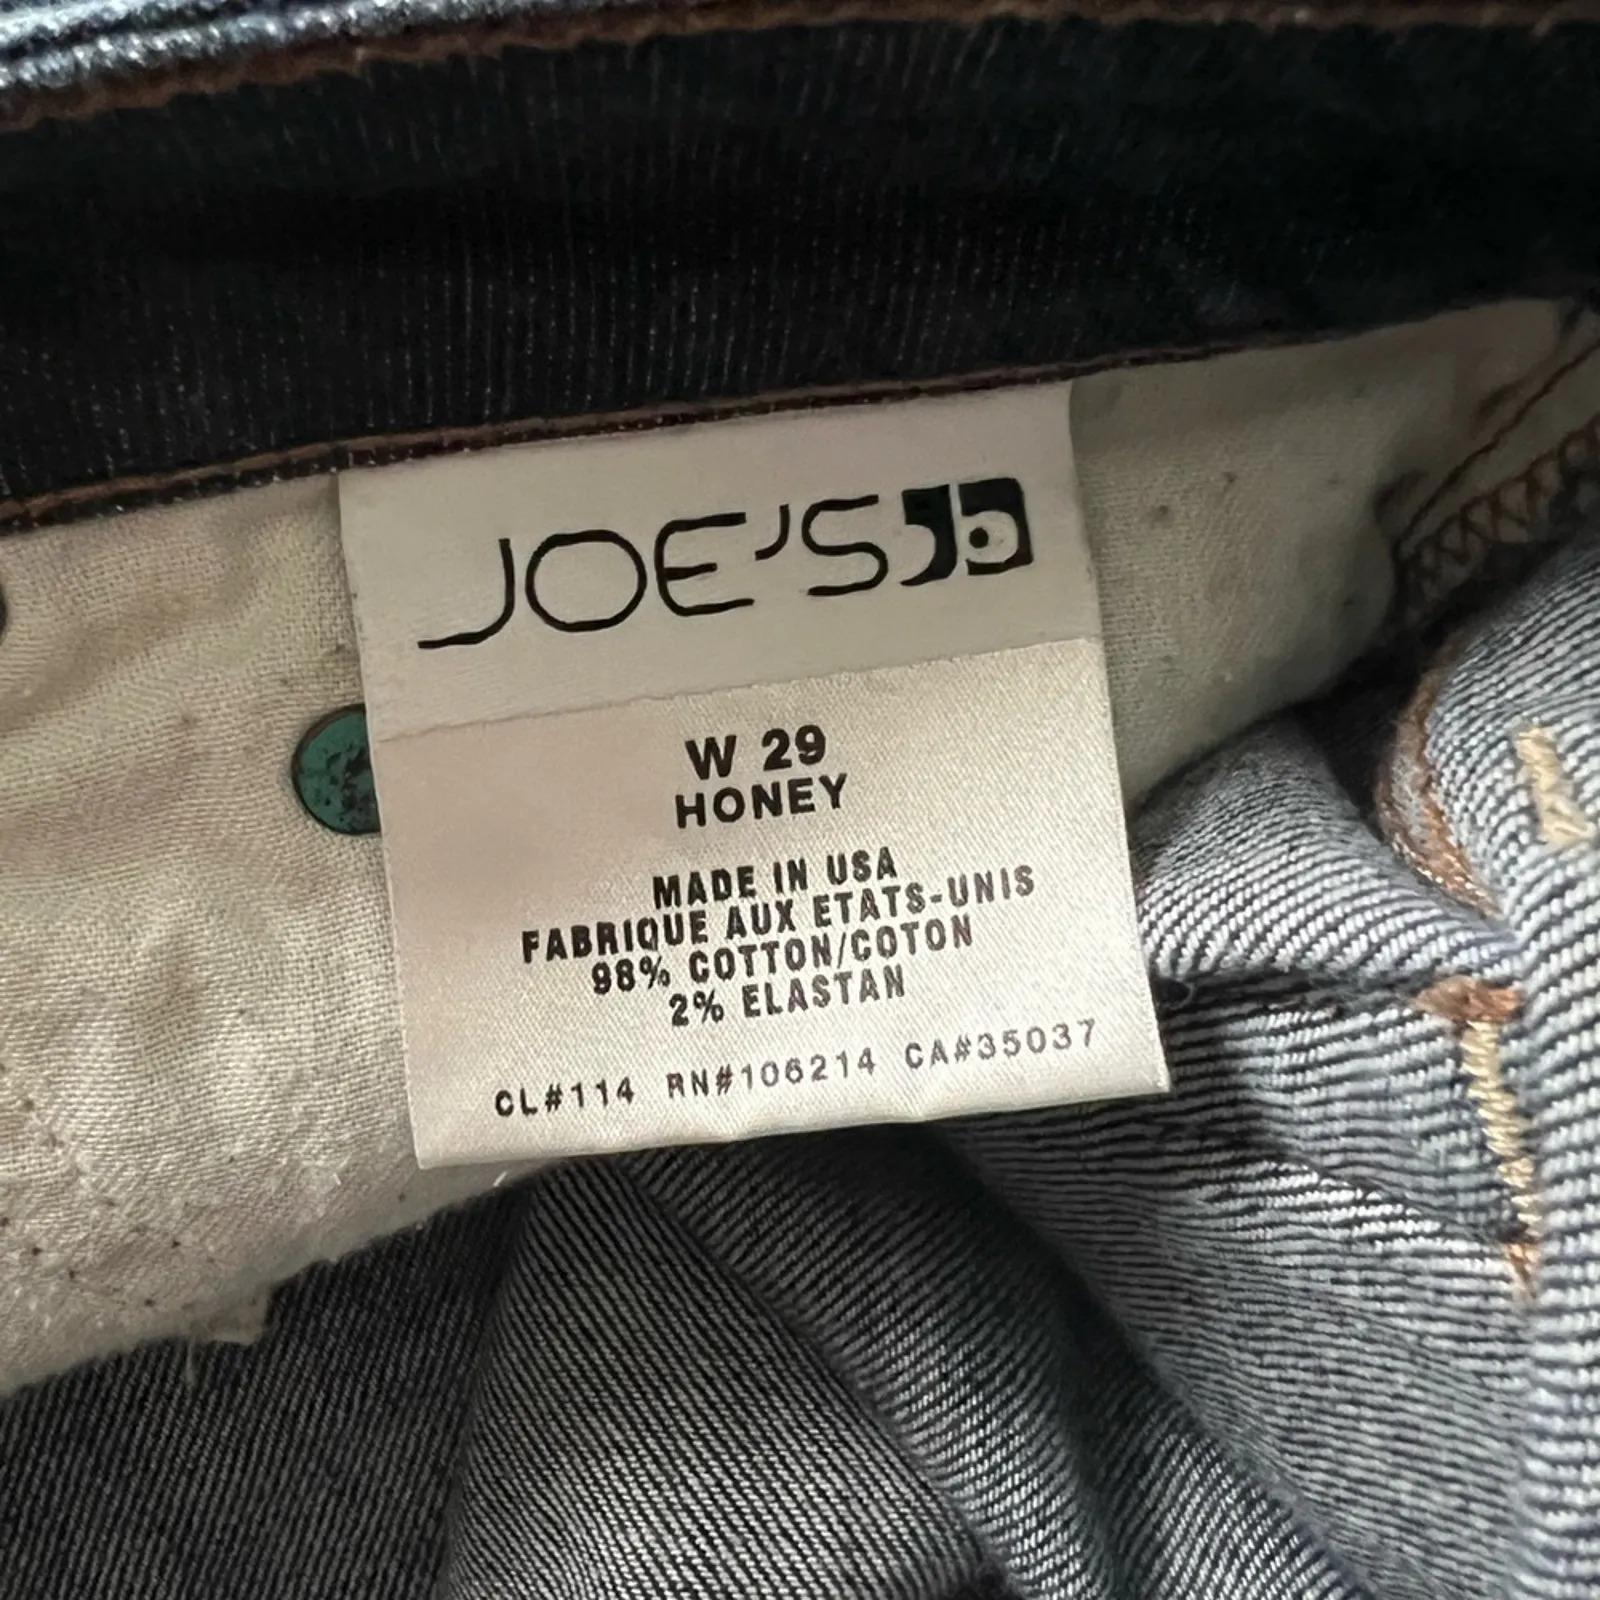 JOE'S
W 29
HONEY
MADE IN USA
FABRIQUE AUX ETATS-UNIS
98% COTTON/COTON
2% ELASTAN
CL#114 RN#106214 CA#35037